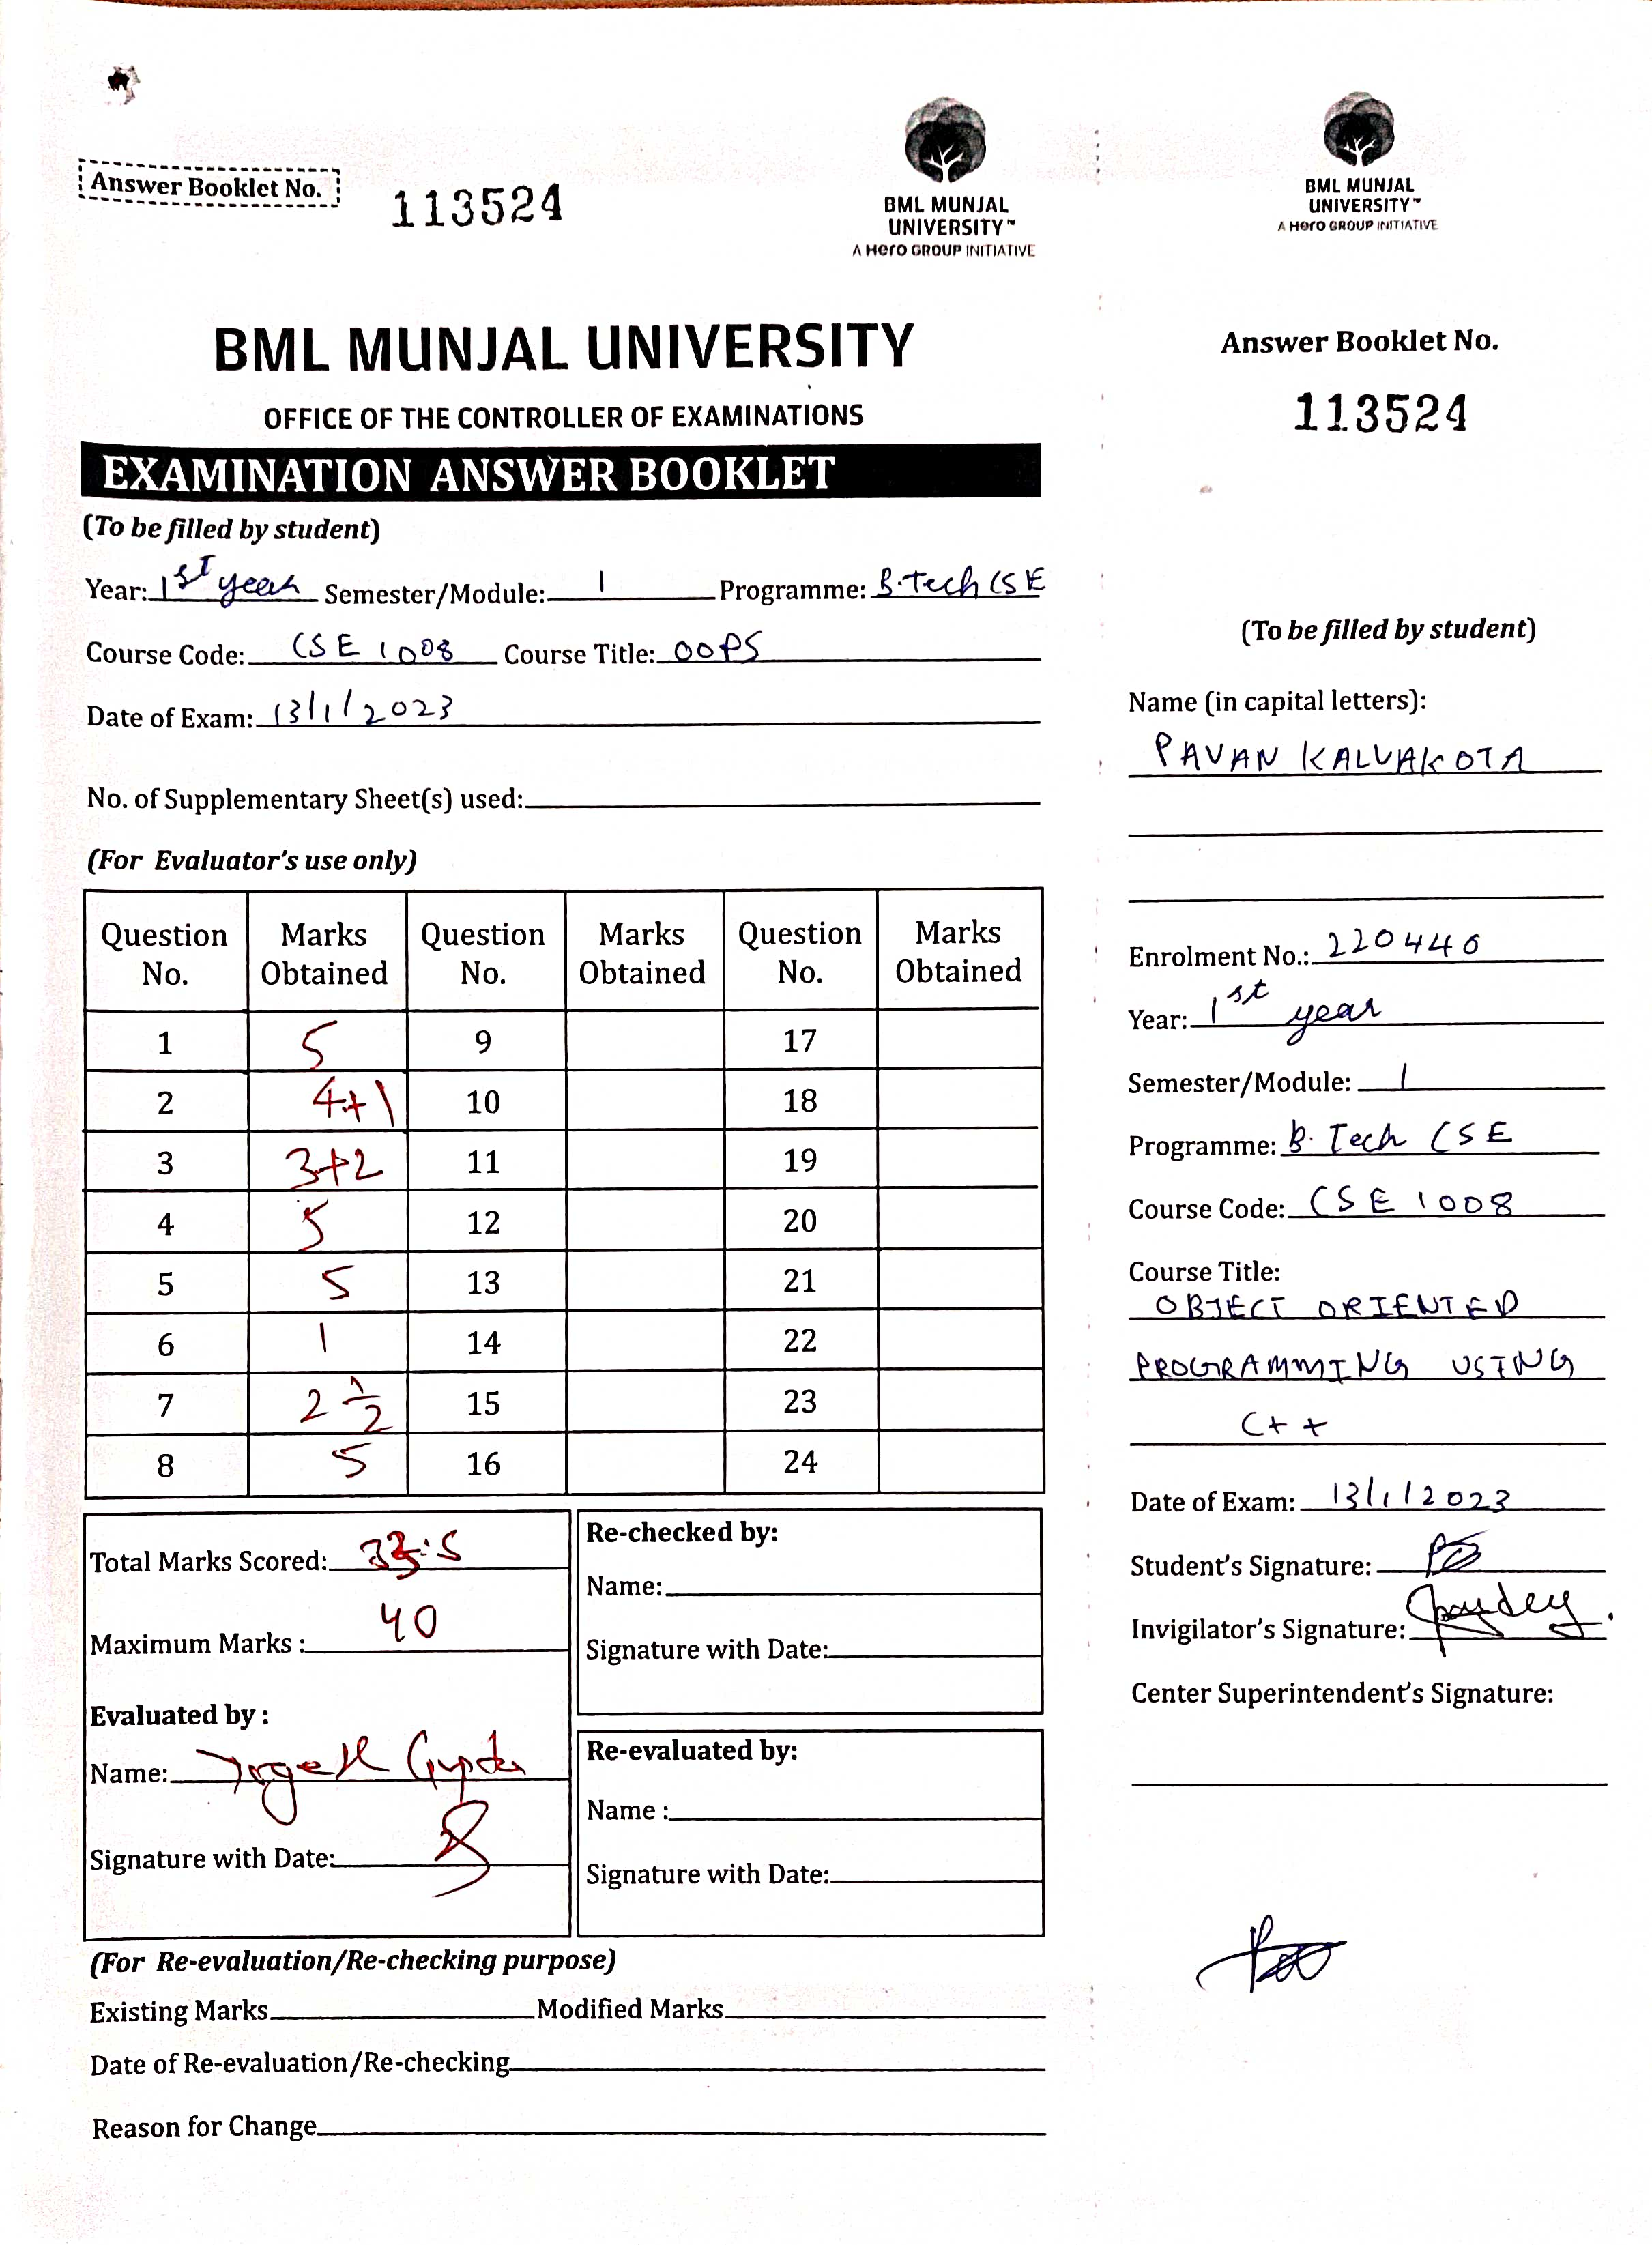 Answer Booklet No. 113524
BML MUNJAL
UNIVERSITY™
A Hero GROUP INITIATIVE
BML MUNJAL UNIVERSITY
OFFICE OF THE CONTROLLER OF EXAMINATIONS
EXAMINATION ANSWER BOOKLET
(To be filled by student)
Year: 1st year Semester/Module: 1 Programme: B.Tech CSE
Course Code: CSE 1008 Course Title: OOPS
Date of Exam: 13/1/2023
No. of Supplementary Sheet(s) used:
(For Evaluator's use only)
Question No. Marks Obtained Question No. Marks Obtained Question No. Marks Obtained
1 5 9 17
2 4+1 10 18
3 3+2 11 19
4 5 12 20
5 5 13 21
6 1 14 22
7 2 1/2 15 23
8 5 16 24
Total Marks Scored: 33.5
Maximum Marks : 40
Evaluated by :
Name: Gupta
Signature with Date:
Re-checked by:
Name:
Signature with Date:
Re-evaluated by:
Name :
Signature with Date:
(For Re-evaluation/Re-checking purpose)
Existing Marks Modified Marks
Date of Re-evaluation/Re-checking
Reason for Change
BML MUNJAL
UNIVERSITY™
A Hero GROUP INITIATIVE
Answer Booklet No.
113524
(To be filled by student)
Name (in capital letters):
PAVAN KALVAKOTA
Enrolment No.: 220446
Year: 1st year
Semester/Module: 1
Programme: B. Tech CSE
Course Code: CSE 1008
Course Title:
OBJECT ORIENTED
PROGRAMMING USING
C++
Date of Exam: 13/1/2023
Student's Signature:
Invigilator's Signature:
Center Superintendent's Signature: